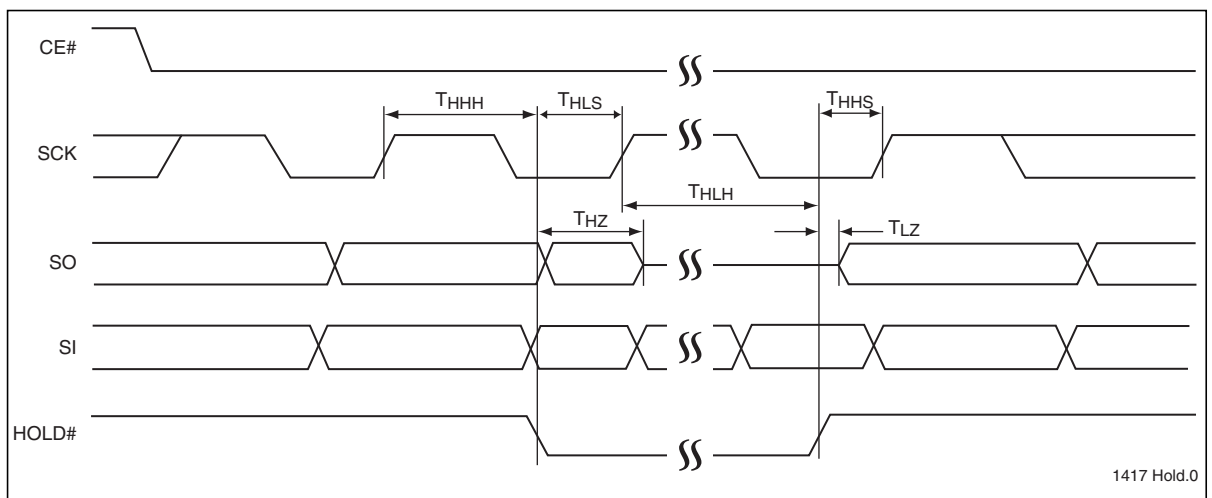 CE#
THHH
THLS
THHS
SCK
THLH
THZ
TLZ
SO
SI
HOLD#
1417 Hold.0